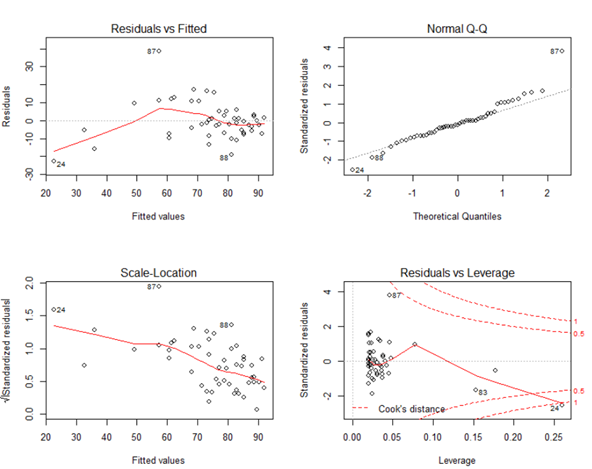 Residuals vs Fitted
Residuals
-30
-10
10
30
87
24
88
20 30 40 50 60 70 80 90
Fitted values
Normal Q-Q
Standardized residuals
-2
-1
0
1
2
3
4
87
88
24
-2 -1 0 1 2
Theoretical Quantiles
Scale-Location
√|Standardized residuals|
0.0
0.5
1.0
1.5
2.0
87
24
88
20 30 40 50 60 70 80 90
Fitted values
Residuals vs Leverage
Standardized residuals
-2
0
2
4
87
1
0.5
0.5
1
83
24
Cook's distance
0.00 0.05 0.10 0.15 0.20 0.25
Leverage